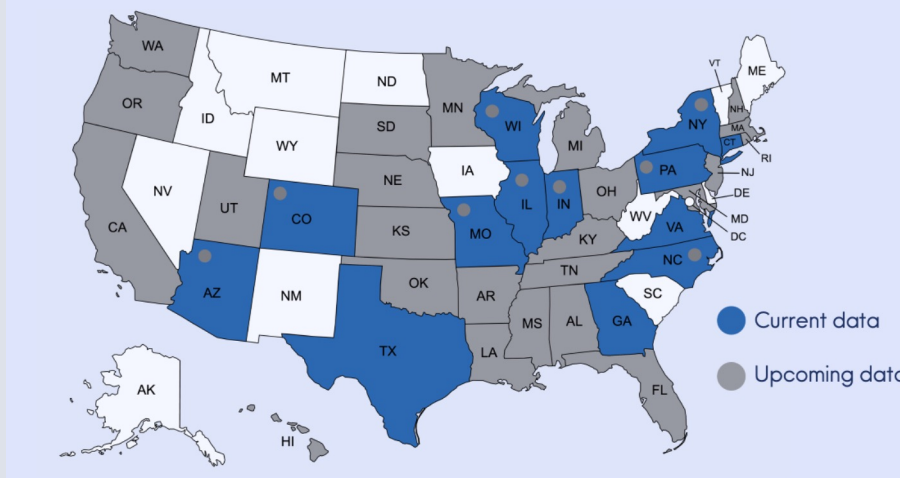 WA
MT
ND
MN
VT
ME
OR
ID
SD
WI
NY
NH
MA
WY
MI
CT
RI
NV
NE
IA
PA
NJ
UT
CO
IL
IN
OH
DE
CA
KS
MO
WV
VA
MD
KY
DC
AZ
NM
OK
TN
NC
AR
SC
TX
LA
MS
AL
GA
Current data
AK
FL
Upcoming data
HI